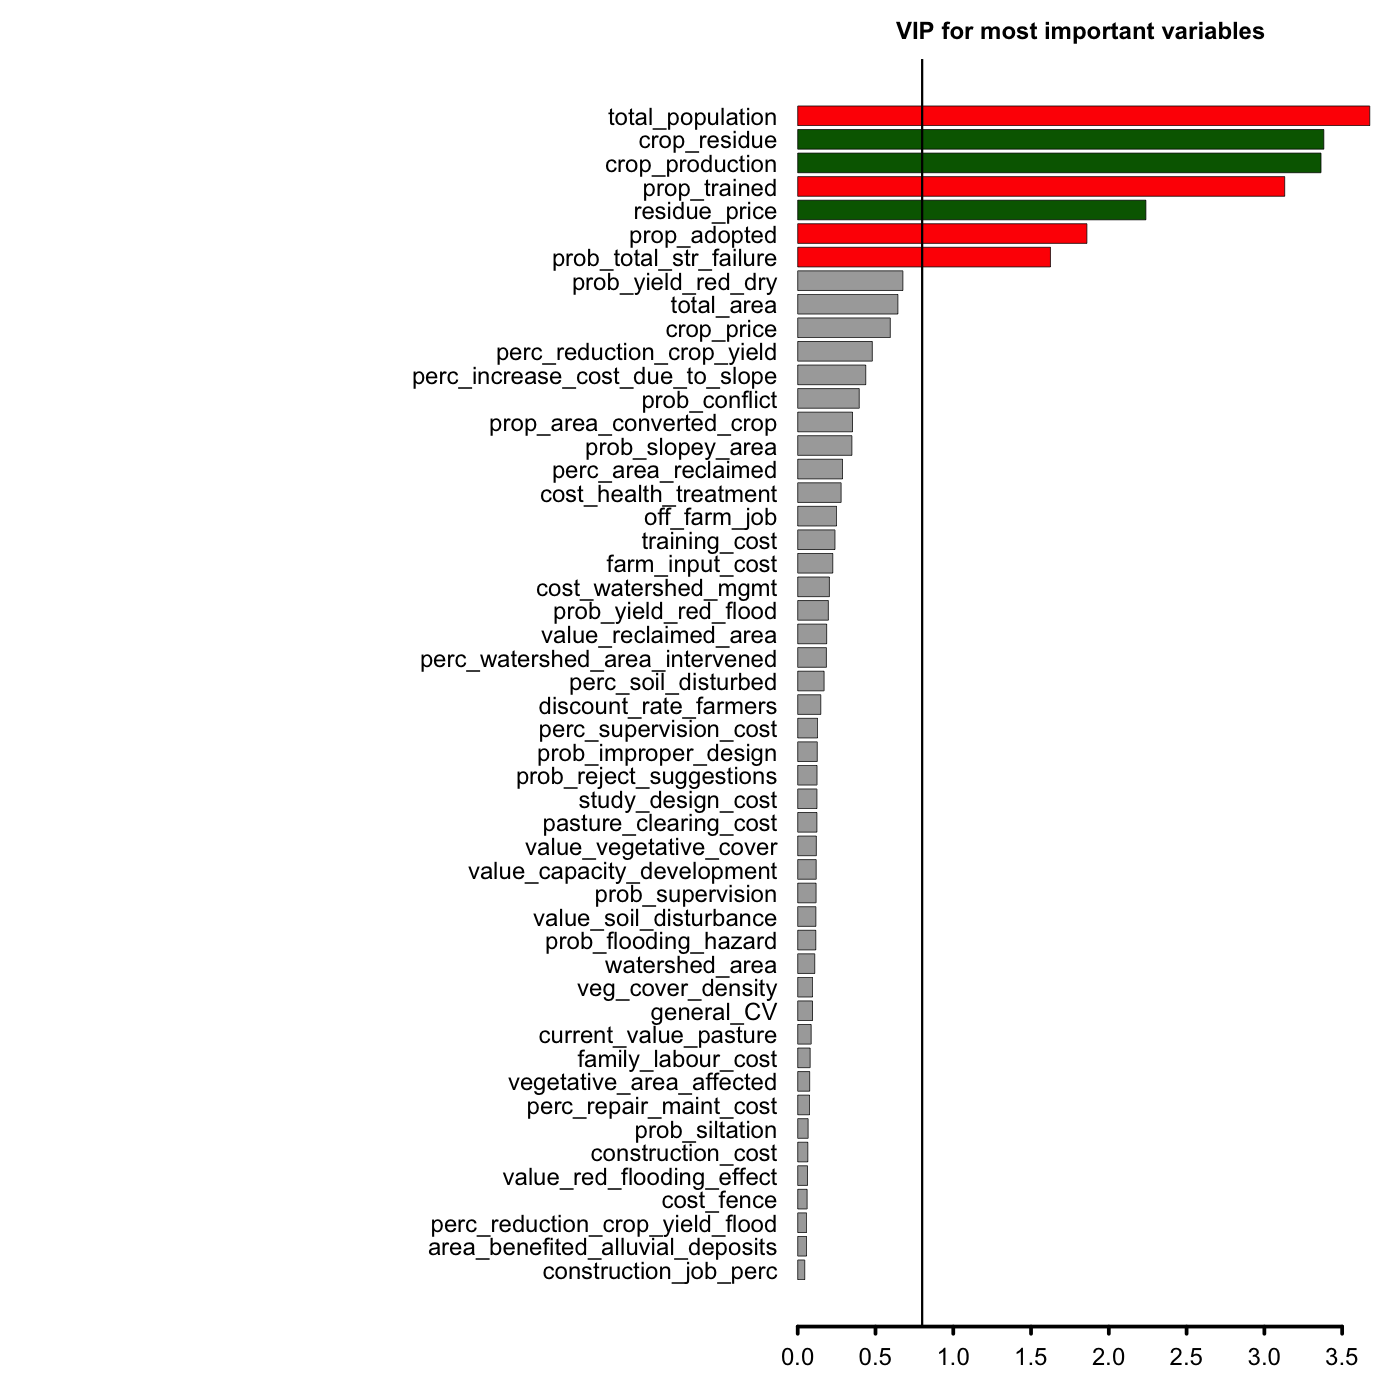 VIP for most important variables
total_population
crop_residue
crop_production
prop_trained
residue_price
prop_adopted
prob_total_str_failure
prob_yield_red_dry
total_area
crop_price
perc_reduction_crop_yield
perc_increase_cost_due_to_slope
prob_conflict
prop_area_converted_crop
prob_slopey_area
perc_area_reclaimed
cost_health_treatment
off_farm_job
training_cost
farm_input_cost
cost_watershed_mgmt
prob_yield_red_flood
value_reclaimed_area
perc_watershed_area_intervened
perc_soil_disturbed
discount_rate_farmers
perc_supervision_cost
prob_improper_design
prob_reject_suggestions
study_design_cost
pasture_clearing_cost
value_vegetative_cover
value_capacity_development
prob_supervision
value_soil_disturbance
prob_flooding_hazard
watershed_area
veg_cover_density
general_CV
current_value_pasture
family_labour_cost
vegetative_area_affected
perc_repair_maint_cost
prob_siltation
construction_cost
value_red_flooding_effect
cost_fence
perc_reduction_crop_yield_flood
area_benefited_alluvial_deposits
construction_job_perc
0.0 0.5 1.0 1.5 2.0 2.5 3.0 3.5